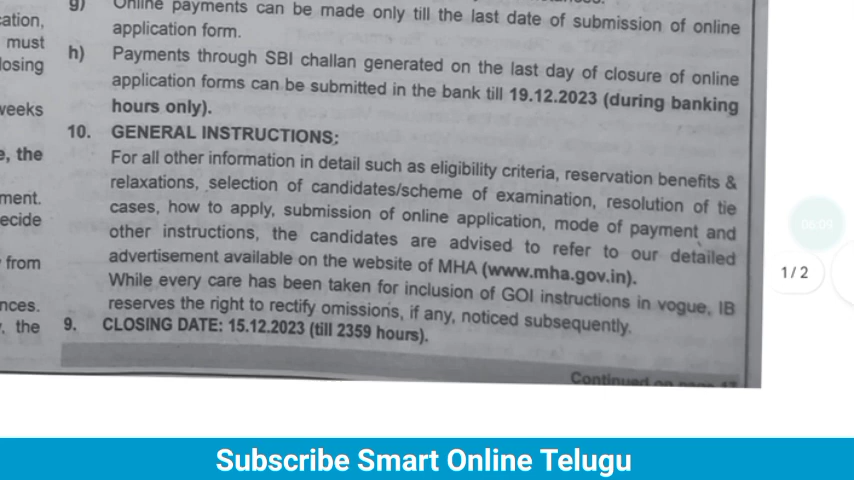 g) Online payments can be made only till the last date of submission of online
application form.
h) Payments through SBI challan generated on the last day of closure of online
application forms can be submitted in the bank till 19.12.2023 (during banking
hours only).
10. GENERAL INSTRUCTIONS:
For all other information in detail such as eligibility criteria, reservation benefits &
relaxations, selection of candidates/scheme of examination, resolution of tie
cases, how to apply, submission of online application, mode of payment and
other instructions, the candidates are advised to refer to our detailed
advertisement available on the website of MHA (www.mha.gov.in).
While every care has been taken for inclusion of GOI instructions in vogue, IB
reserves the right to rectify omissions, if any, noticed subsequently.
9. CLOSING DATE: 15.12.2023 (till 2359 hours).
Continued on page
must
weeks
the
from
the
06:09
1/2
Subscribe Smart Online Telugu